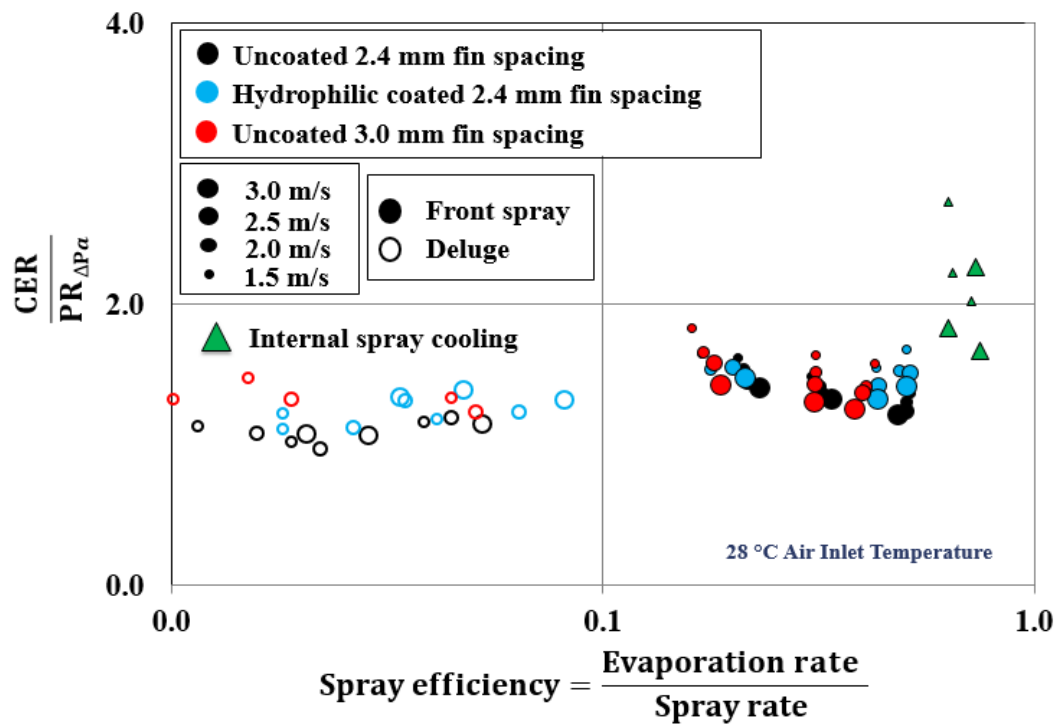 4.0
Uncoated 2.4 mm fin spacing
Hydrophilic coated 2.4 mm fin spacing
Uncoated 3.0 mm fin spacing
3.0 m/s
2.5 m/s
2.0 m/s
1.5 m/s
Front spray
Deluge
CER
PR ΔPa
2.0
Internal spray cooling
28 °C Air Inlet Temperature
0.0
0.0
0.1
1.0
Spray efficiency = Evaporation rate
Spray rate